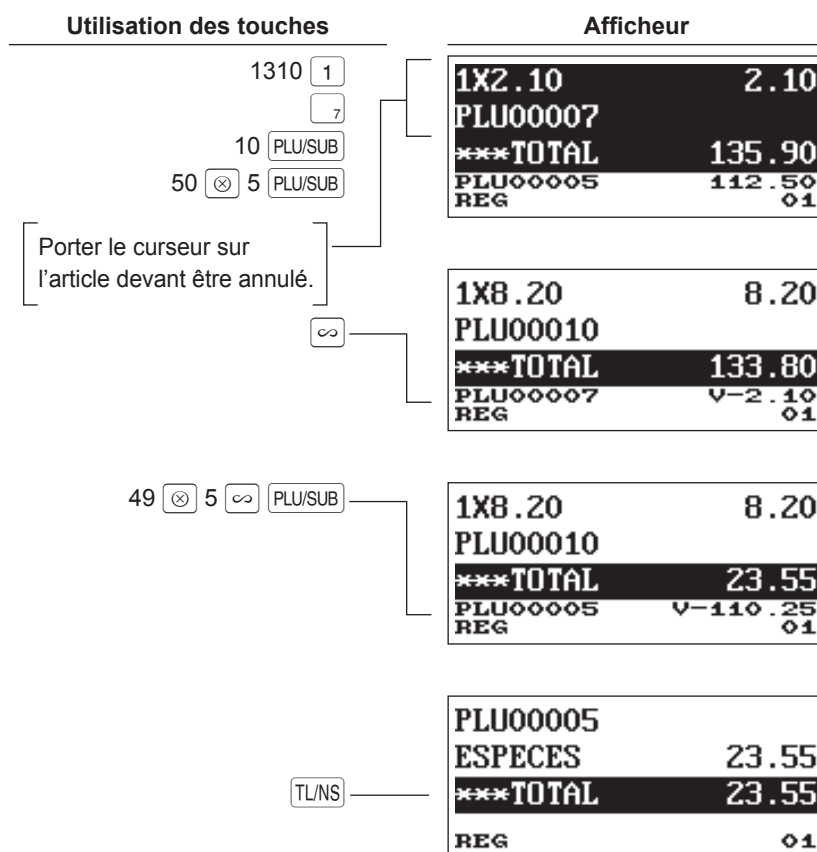 Utilisation des touches
Afficheur
1310 1
7
10 PLU/SUB
50 ⊗ 5 PLU/SUB
Porter le curseur sur
l'article devant être annulé.
1X2.10 2.10
PLU00007
***TOTAL 135.90
PLU00005 112.50
REG 01
∾
1X8.20 8.20
PLU00010
***TOTAL 133.80
PLU00007 V-2.10
REG 01
49 ⊗ 5 ∾ PLU/SUB
1X8.20 8.20
PLU00010
***TOTAL 23.55
PLU00005 V-110.25
REG 01
TL/NS
PLU00005
ESPECES 23.55
***TOTAL 23.55
REG 01